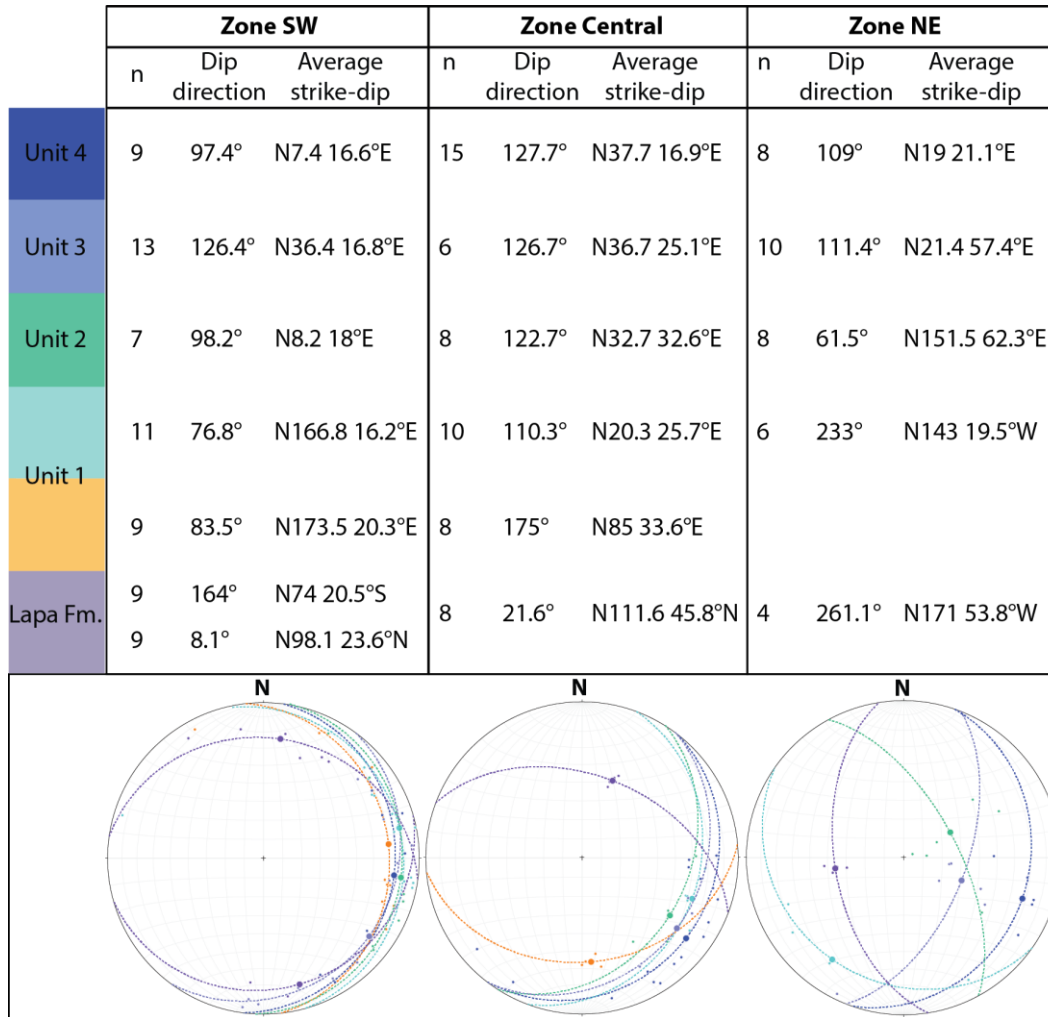 Zone SW Zone Central Zone NE
n Dip direction Average strike-dip n Dip direction Average strike-dip n Dip direction Average strike-dip
Unit 4 9 97.4° N7.4 16.6°E 15 127.7° N37.7 16.9°E 8 109° N19 21.1°E
Unit 3 13 126.4° N36.4 16.8°E 6 126.7° N36.7 25.1°E 10 111.4° N21.4 57.4°E
Unit 2 7 98.2° N8.2 18°E 8 122.7° N32.7 32.6°E 8 61.5° N151.5 62.3°E
11 76.8° N166.8 16.2°E 10 110.3° N20.3 25.7°E 6 233° N143 19.5°W
Unit 1
9 83.5° N173.5 20.3°E 8 175° N85 33.6°E
9 164° N74 20.5°S
Lapa Fm. 8 21.6° N111.6 45.8°N 4 261.1° N171 53.8°W
9 8.1° N98.1 23.6°N
N N N